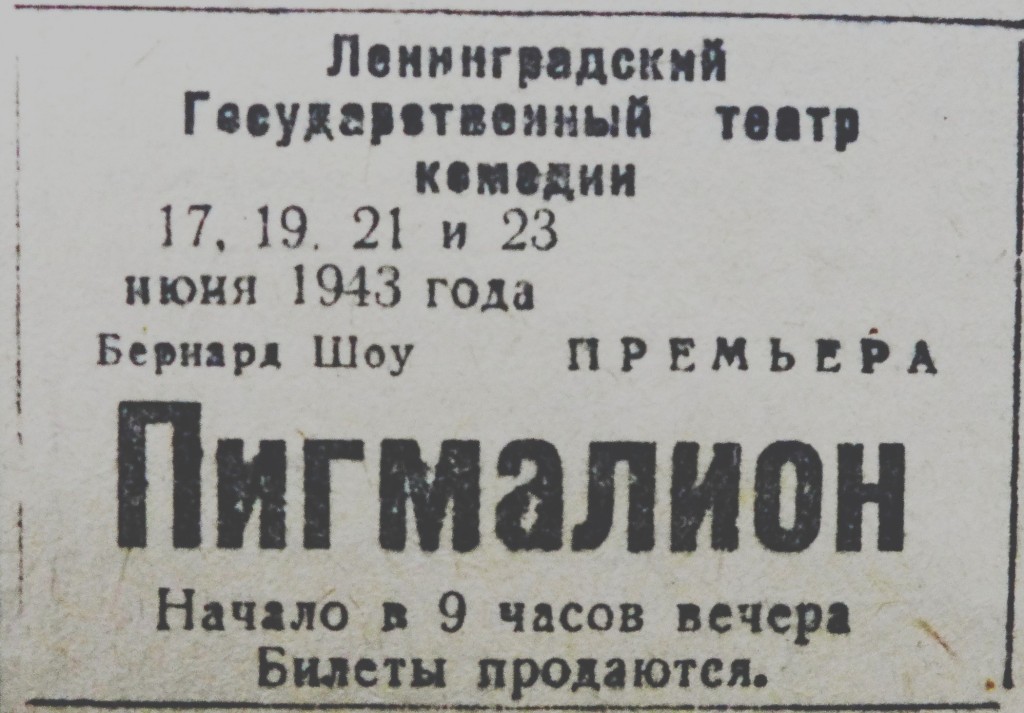 Ленинградский
Государственный театр
комедии
17, 19. 21 и 23
июня 1943 года
Бернард Шоу ПРЕМЬЕРА
Пигмалион
Начало в 9 часов вечера
Билеты продаются.